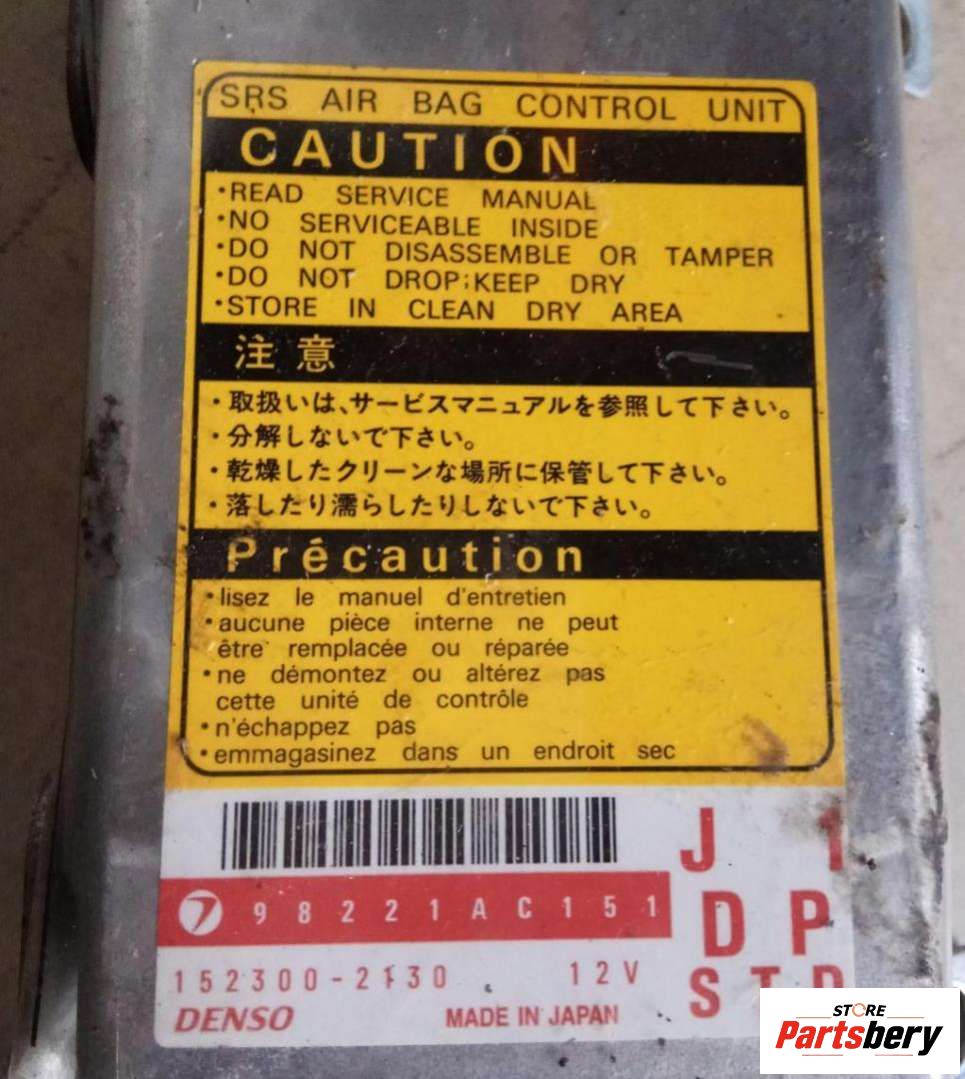 SRS AIR BAG CONTROL UNIT
CAUTION
・READ SERVICE MANUAL
・NO SERVICEABLE INSIDE
・DO NOT DISASSEMBLE OR TAMPER
・DO NOT DROP;KEEP DRY
・STORE IN CLEAN DRY AREA
注意
・取扱いは、サービスマニュアルを参照して下さい。
・分解しないで下さい。
・乾燥したクリーンな場所に保管して下さい。
・落したり濡らしたりしないで下さい。
Précaution
・lisez le manuel d'entretien
・aucune pièce interne ne peut
être remplacée ou réparée
・ne démontez ou altérez pas
cette unité de contrôle
・n'échappez pas
・emmagasinez dans un endroit sec
J 1
98221AC151
DP
152300-2130 12V
DENSO MADE IN JAPAN
STORE
Partsbery